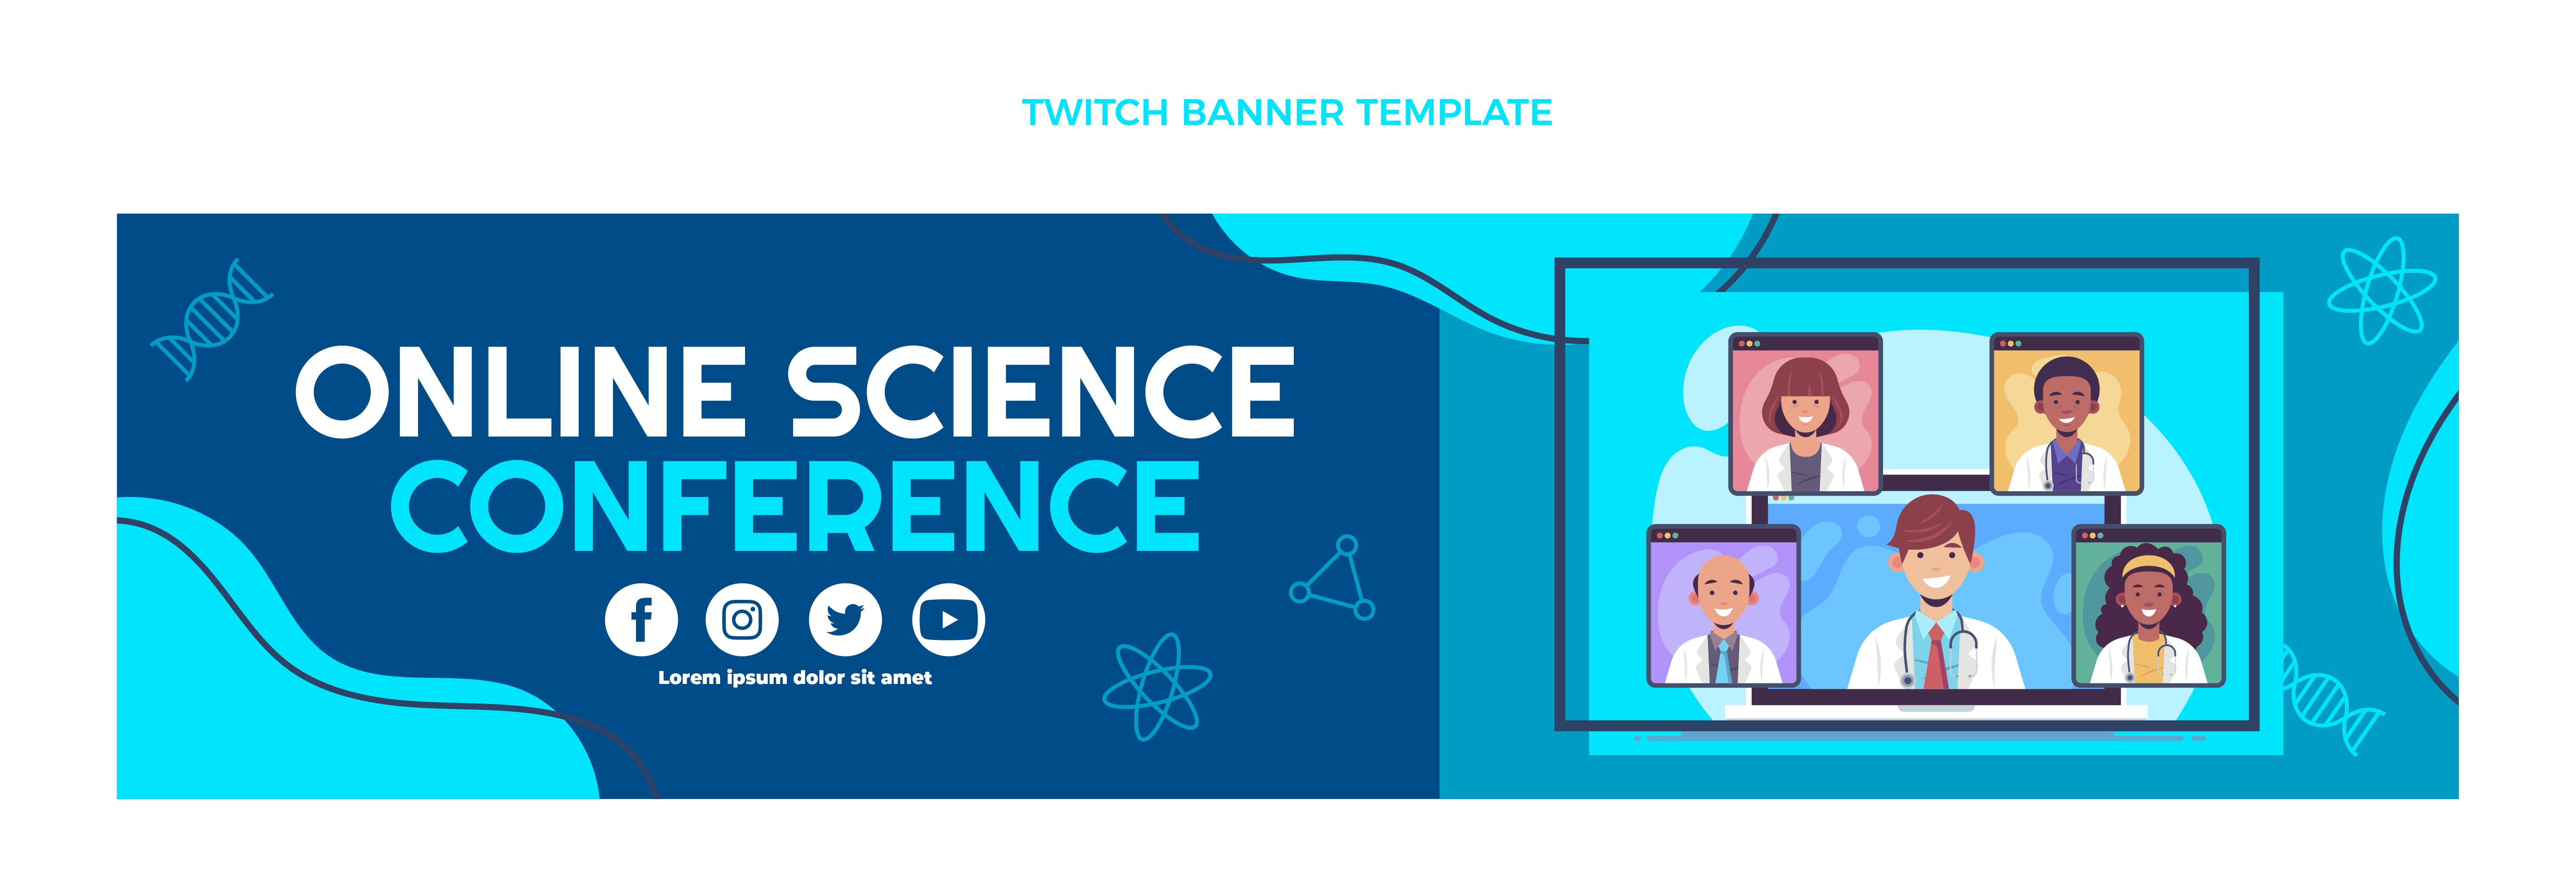 TWITCH BANNER TEMPLATE
ONLINE SCIENCE
CONFERENCE
Lorem ipsum dolor sit amet